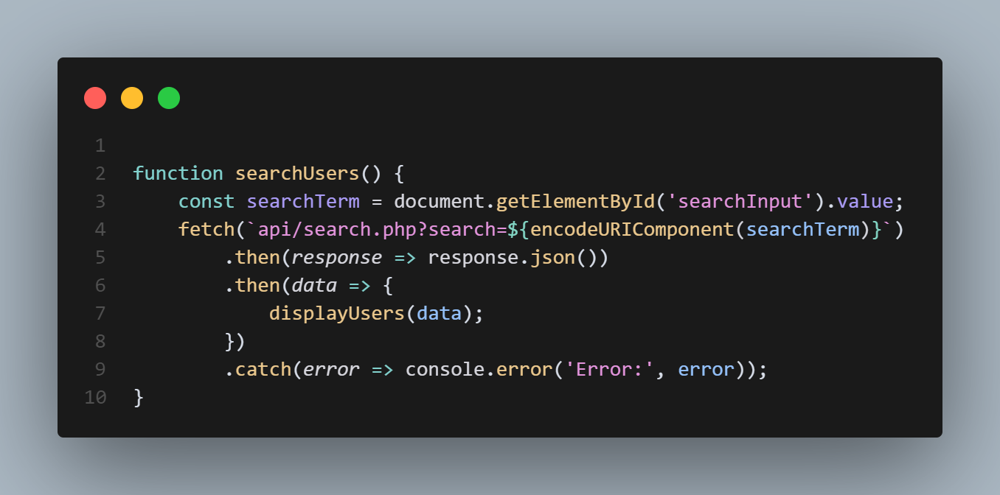 1
2 function searchUsers() {
3     const searchTerm = document.getElementById('searchInput').value;
4     fetch(`api/search.php?search=${encodeURIComponent(searchTerm)}`)
5         .then(response => response.json())
6         .then(data => {
7             displayUsers(data);
8         })
9         .catch(error => console.error('Error:', error));
10 }